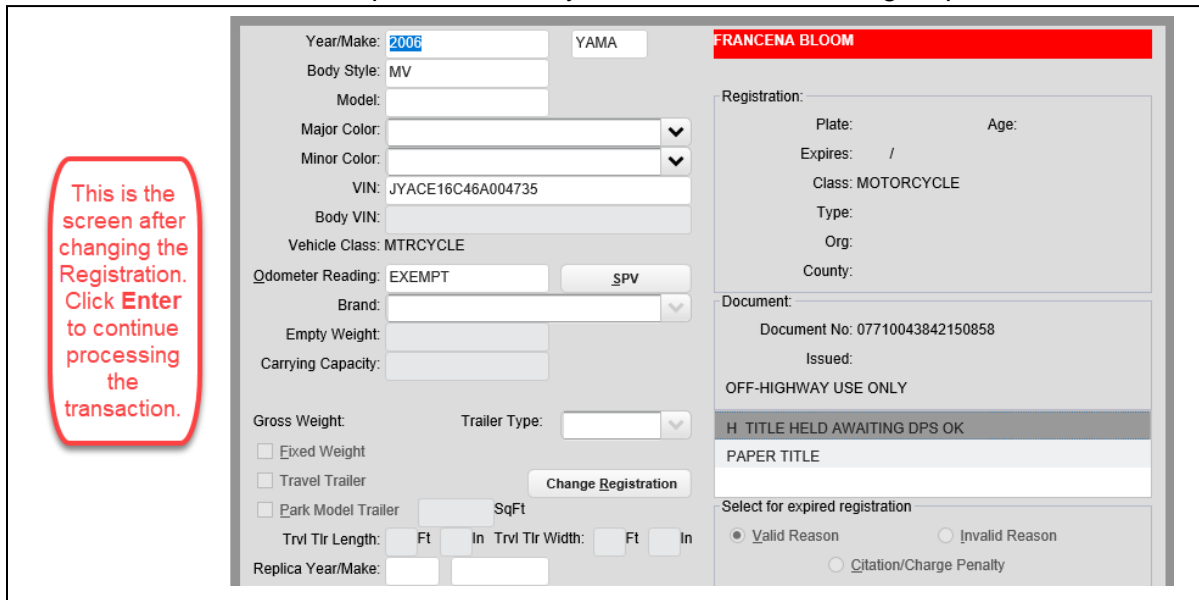 This is the
screen after
changing the
Registration.
Click Enter
to continue
processing
the
transaction.
Year/Make: 2006 YAMA
Body Style: MV
Model:
Major Color:
Minor Color:
VIN: JYACE16C46A004735
Body VIN:
Vehicle Class: MTRCYCLE
Odometer Reading: EXEMPT SPV
Brand:
Empty Weight:
Carrying Capacity:
Gross Weight: Trailer Type:
Fixed Weight
Travel Trailer Change Registration
Park Model Trailer SqFt
Trvl Tlr Length: Ft In Trvl Tlr Width: Ft In
Replica Year/Make:
FRANCENA BLOOM
Registration:
Plate: Age:
Expires: /
Class: MOTORCYCLE
Type:
Org:
County:
Document:
Document No: 07710043842150858
Issued:
OFF-HIGHWAY USE ONLY
H TITLE HELD AWAITING DPS OK
PAPER TITLE
Select for expired registration
Valid Reason Invalid Reason
Citation/Charge Penalty